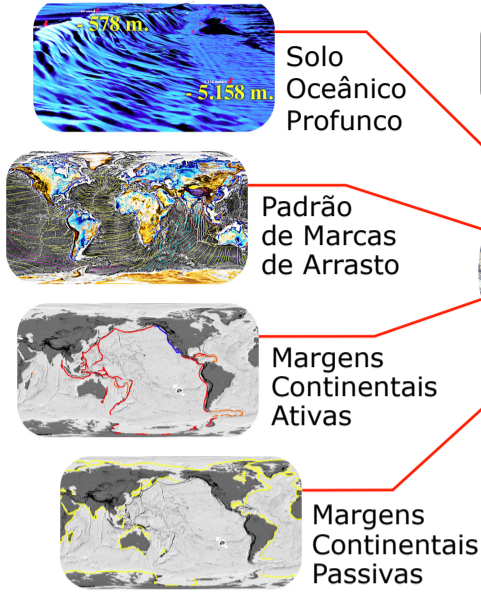 - 578 m.
- 5.158 m.
Solo
Oceânico
Profunco
Padrão
de Marcas
de Arrasto
Margens
Continentais
Ativas
Margens
Continentais
Passivas